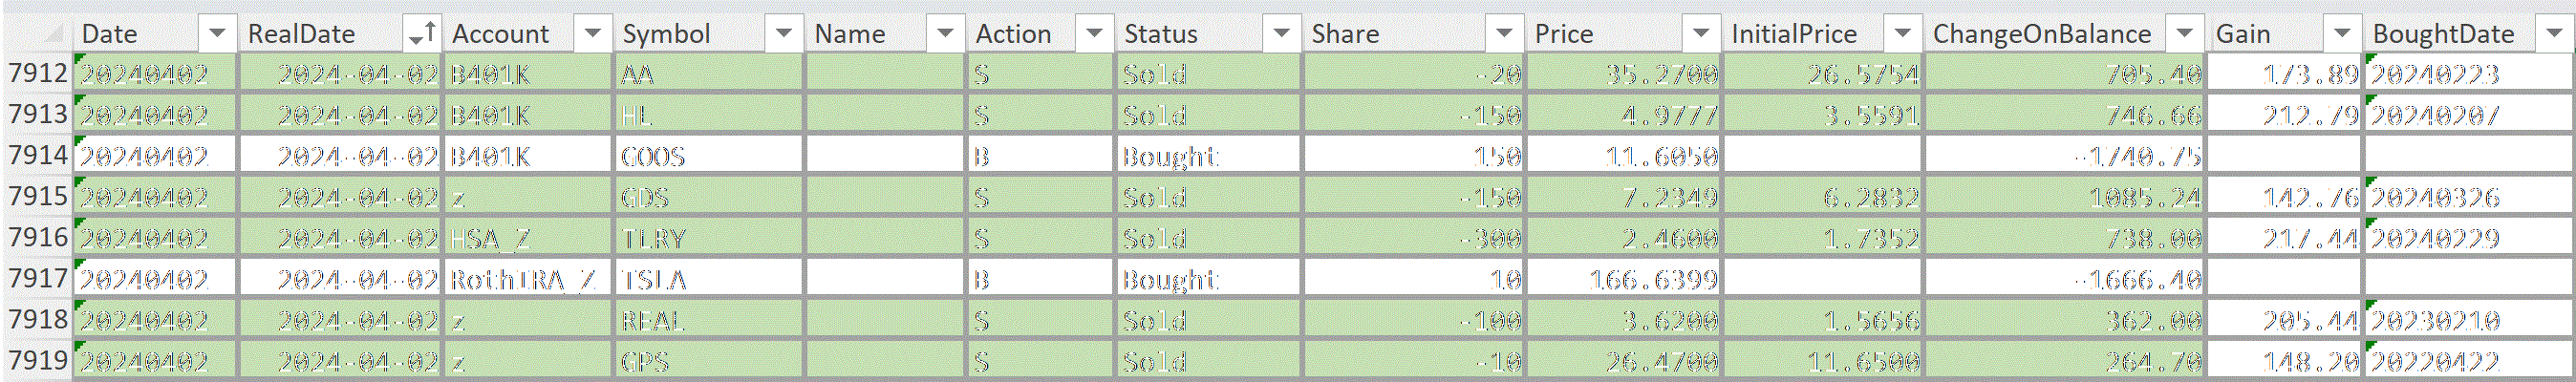 Date RealDate Account Symbol Name Action Status Share Price InitialPrice ChangeOnBalance Gain BoughtDate
7912 20240402 2024-04-02 B401K AA S Sold -20 35.2700 26.5754 705.40 173.89 20240223
7913 20240402 2024-04-02 B401K HL S Sold -150 4.9777 3.5591 746.66 212.79 20240207
7914 20240402 2024-04-02 B401K GOOS B Bought 150 11.6050 -1740.75
7915 20240402 2024-04-02 z GDS S Sold -150 7.2349 6.2832 1085.24 142.76 20240326
7916 20240402 2024-04-02 HSA_Z TLRY S Sold -300 2.4600 1.7352 738.00 217.44 20240229
7917 20240402 2024-04-02 RothIRA_Z TSLA B Bought 10 166.6399 -1666.40
7918 20240402 2024-04-02 z REAL S Sold -100 3.6200 1.5656 362.00 205.44 20230210
7919 20240402 2024-04-02 z GPS S Sold -10 26.4700 11.6500 264.70 148.20 20220422